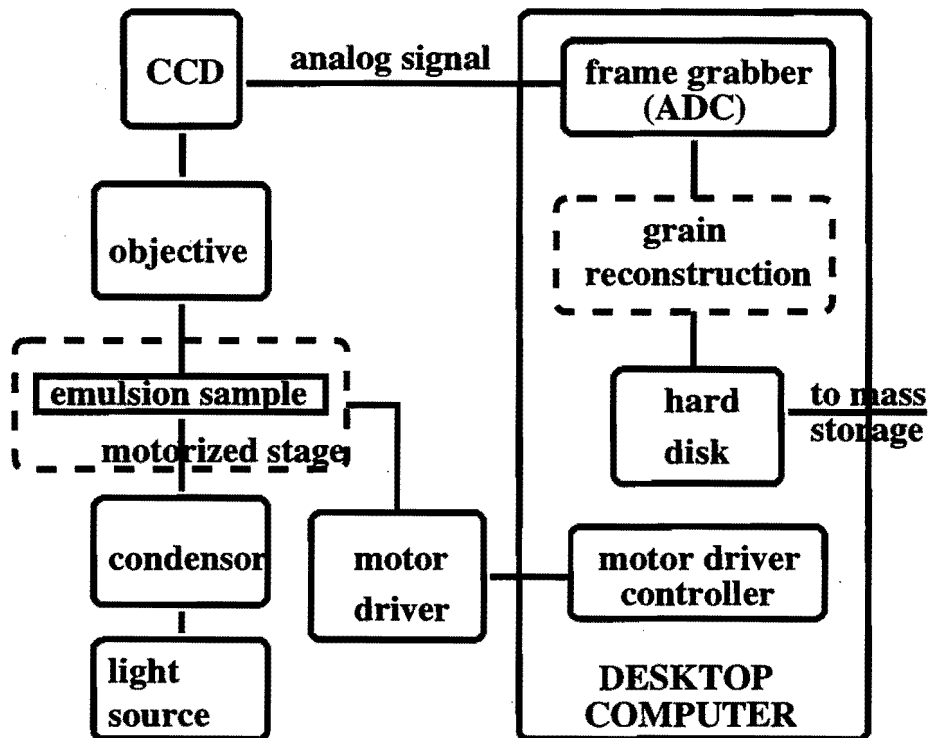 CCD
analog signal
frame grabber
(ADC)
objective
grain
reconstruction
emulsion sample
motorized stage
hard
disk
to mass
storage
condensor
motor
driver
motor driver
controller
light
source
DESKTOP
COMPUTER